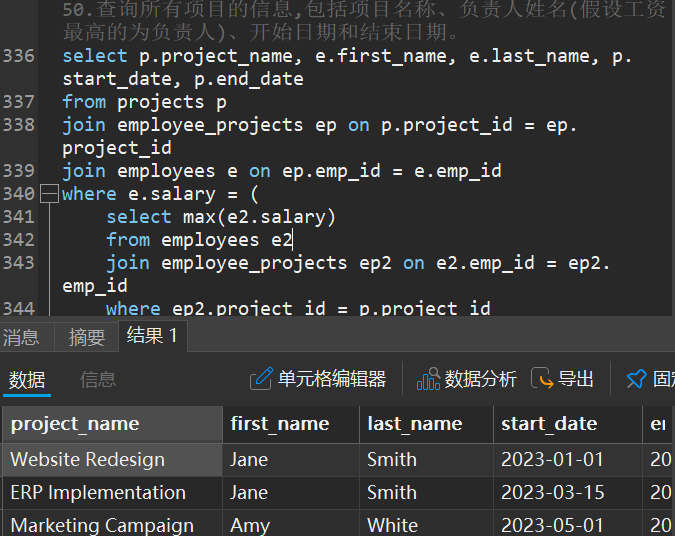 50.查询所有项目的信息,包括项目名称、负责人姓名(假设工资
最高的为负责人)、开始日期和结束日期。
336 select p.project_name, e.first_name, e.last_name, p.
start_date, p.end_date
337 from projects p
338 join employee_projects ep on p.project_id = ep.
project_id
339 join employees e on ep.emp_id = e.emp_id
340 where e.salary = (
341 select max(e2.salary)
342 from employees e2
343 join employee_projects ep2 on e2.emp_id = ep2.
emp_id
344 where ep2.project_id = p.project_id
消息 摘要 结果 1
数据 信息 单元格编辑器 数据分析 导出 固定
project_name first_name last_name start_date er
Website Redesign Jane Smith 2023-01-01 20
ERP Implementation Jane Smith 2023-03-15 20
Marketing Campaign Amy White 2023-05-01 20